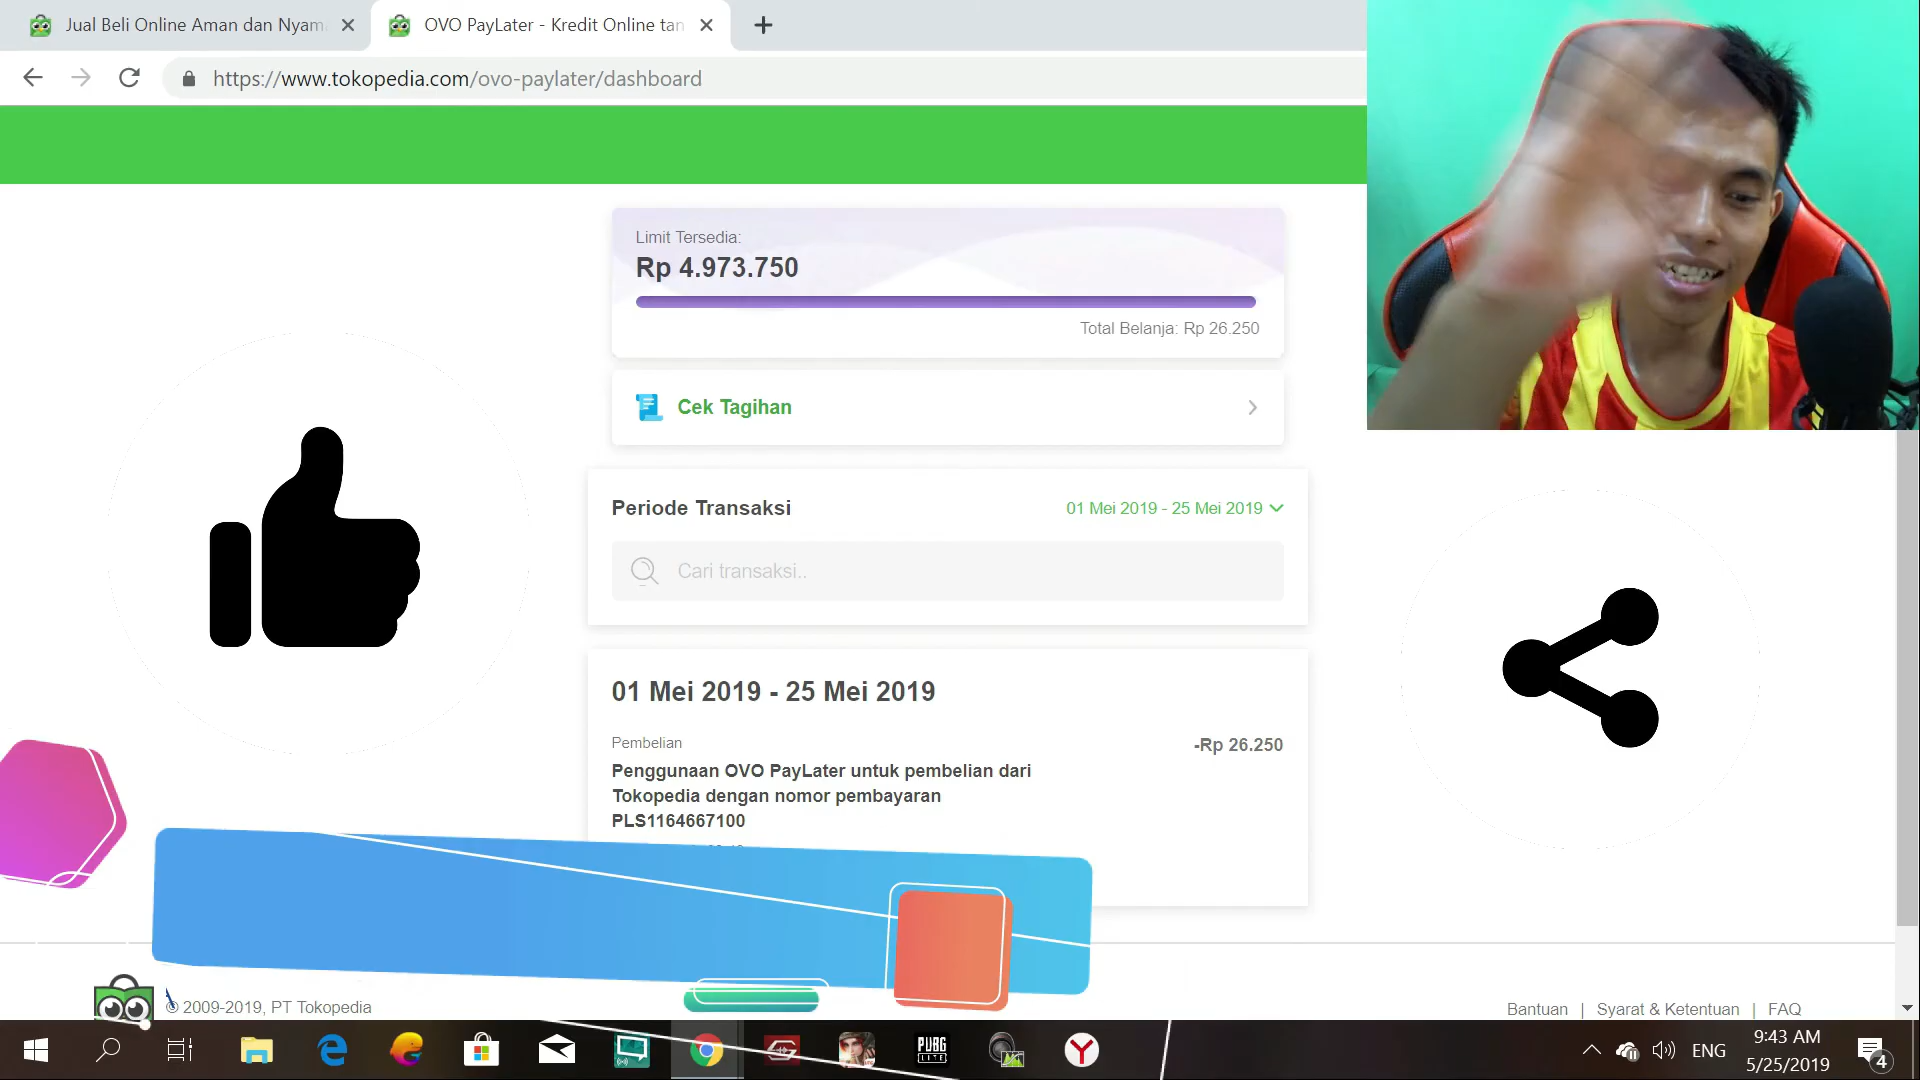 Jual Beli Online Aman dan Nyam
OVO PayLater - Kredit Online tan
https://www.tokopedia.com/ovo-paylater/dashboard
Limit Tersedia:
Rp 4.973.750
Total Belanja: Rp 26.250
Cek Tagihan
Periode Transaksi
01 Mei 2019 - 25 Mei 2019
Cari transaksi..
01 Mei 2019 - 25 Mei 2019
Pembelian
-Rp 26.250
Penggunaan OVO PayLater untuk pembelian dari
Tokopedia dengan nomor pembayaran
PLS1164667100
© 2009-2019, PT Tokopedia
Bantuan | Syarat & Ketentuan | FAQ
PUBG
LITE
ENG
9:43 AM
5/25/2019
4